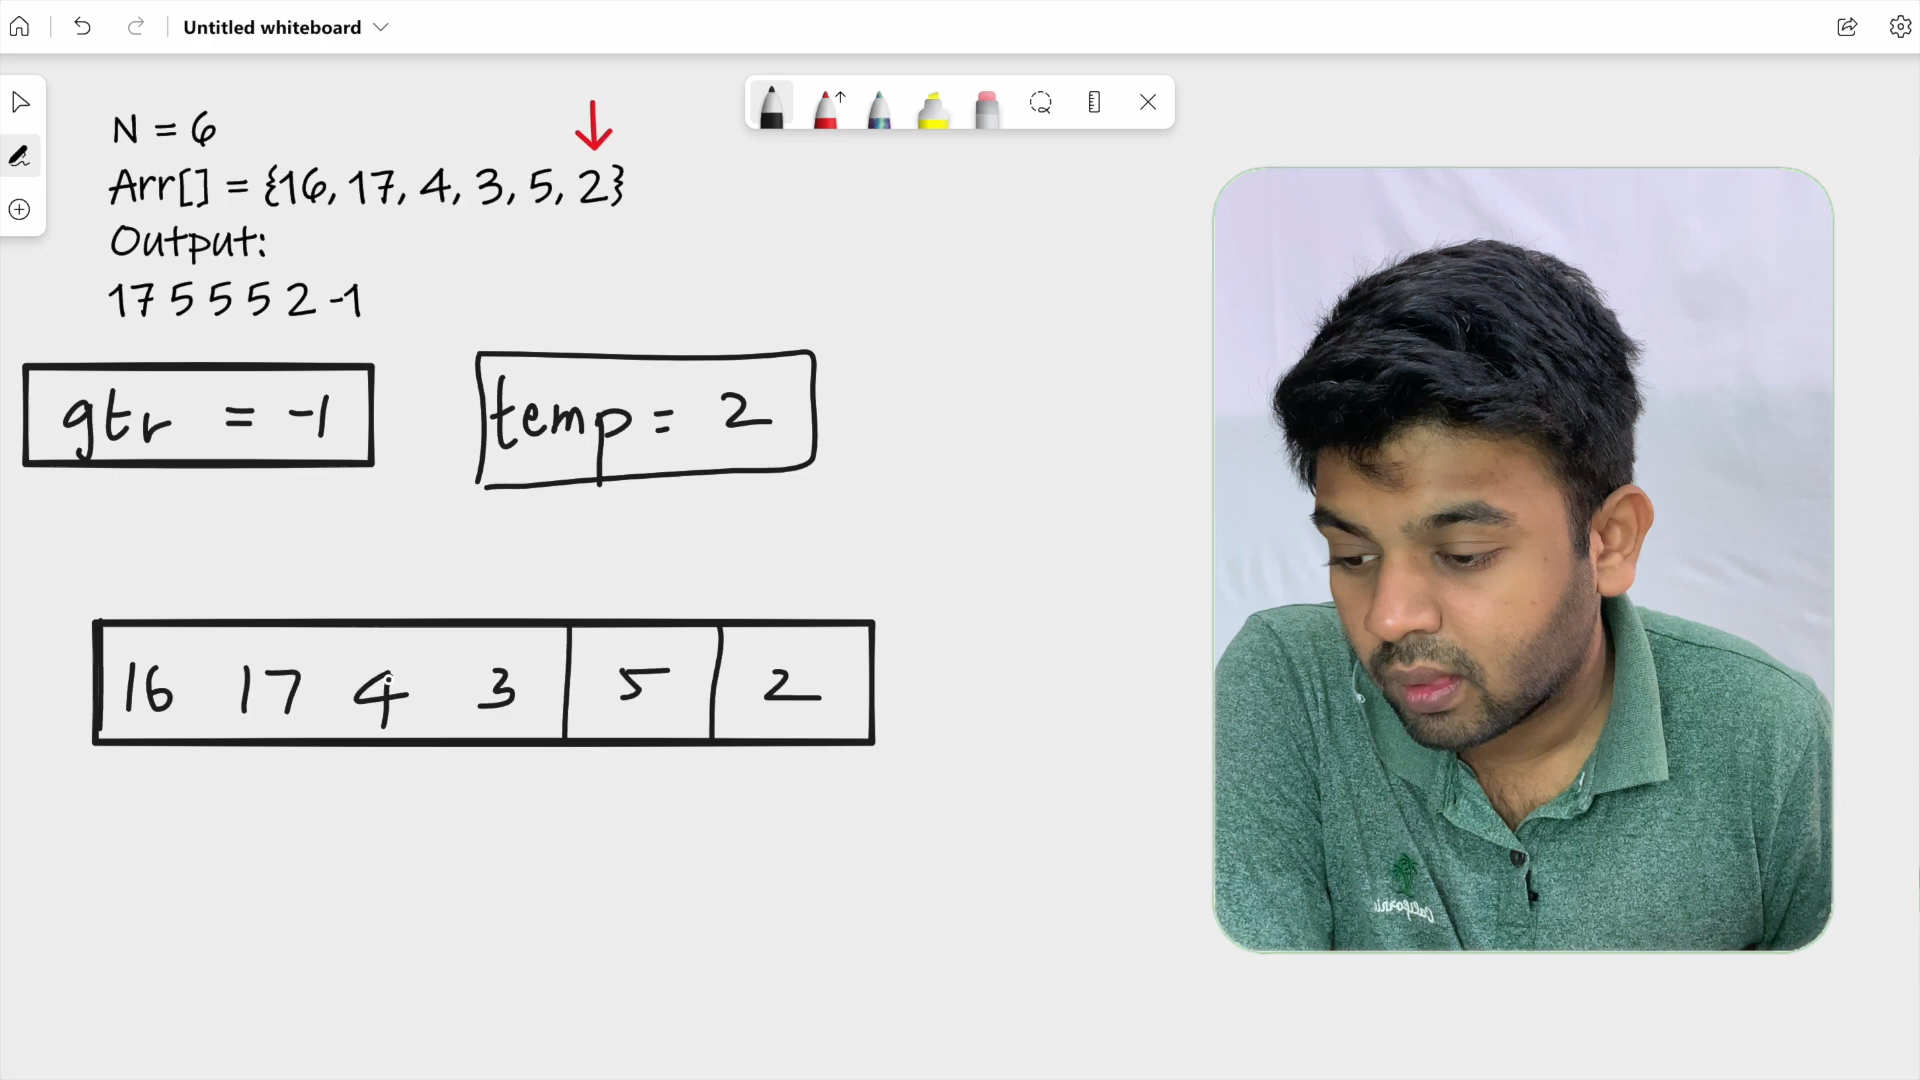 Untitled whiteboard
N = 6
Arr[] = {16, 17, 4, 3, 5, 2}
Output:
17 5 5 5 2 -1
gtr = -1
temp = 2
16 17 4 3 5 2
California